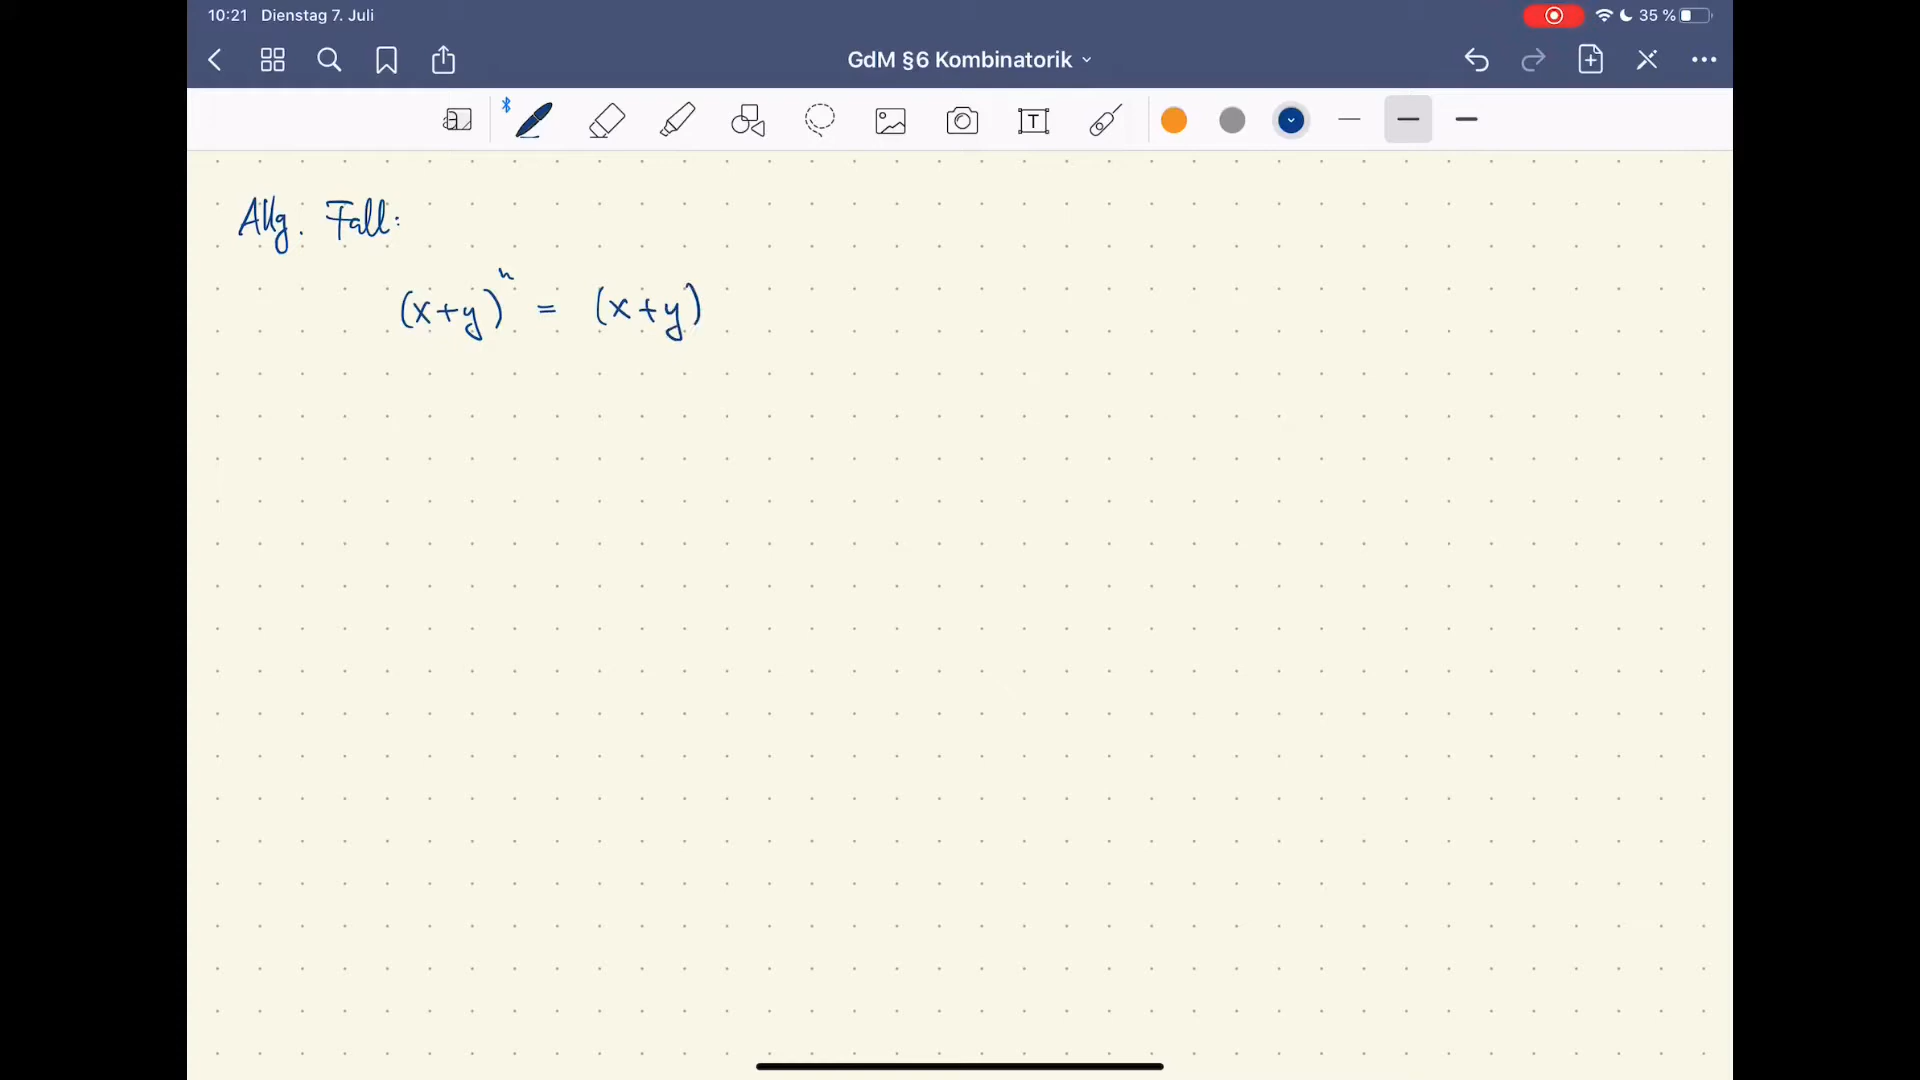 10:21 Dienstag 7. Juli 35 %
GdM §6 Kombinatorik
T
Allg. Fall:
(x+y)^n = (x+y)